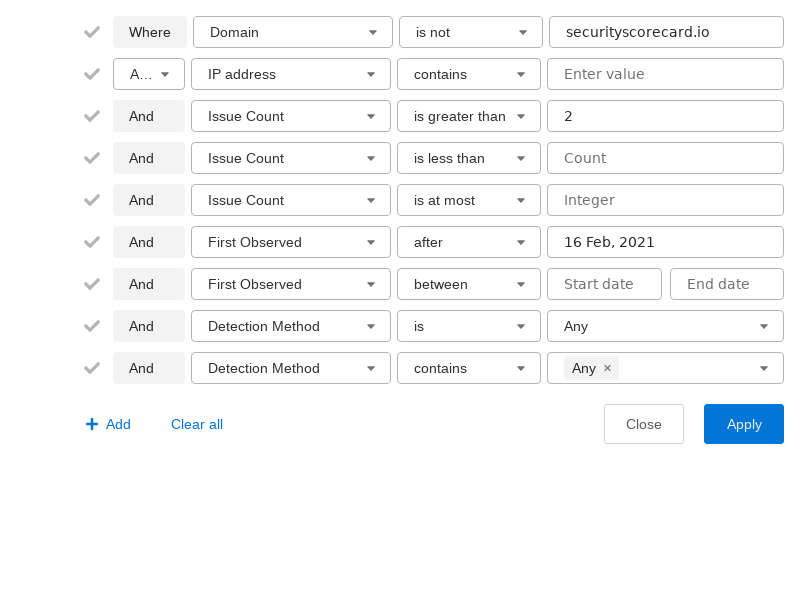 Where Domain is not securityscorecard.io
A... IP address contains Enter value
And Issue Count is greater than 2
And Issue Count is less than Count
And Issue Count is at most Integer
And First Observed after 16 Feb, 2021
And First Observed between Start date End date
And Detection Method is Any
And Detection Method contains Any ×
+ Add Clear all Close Apply